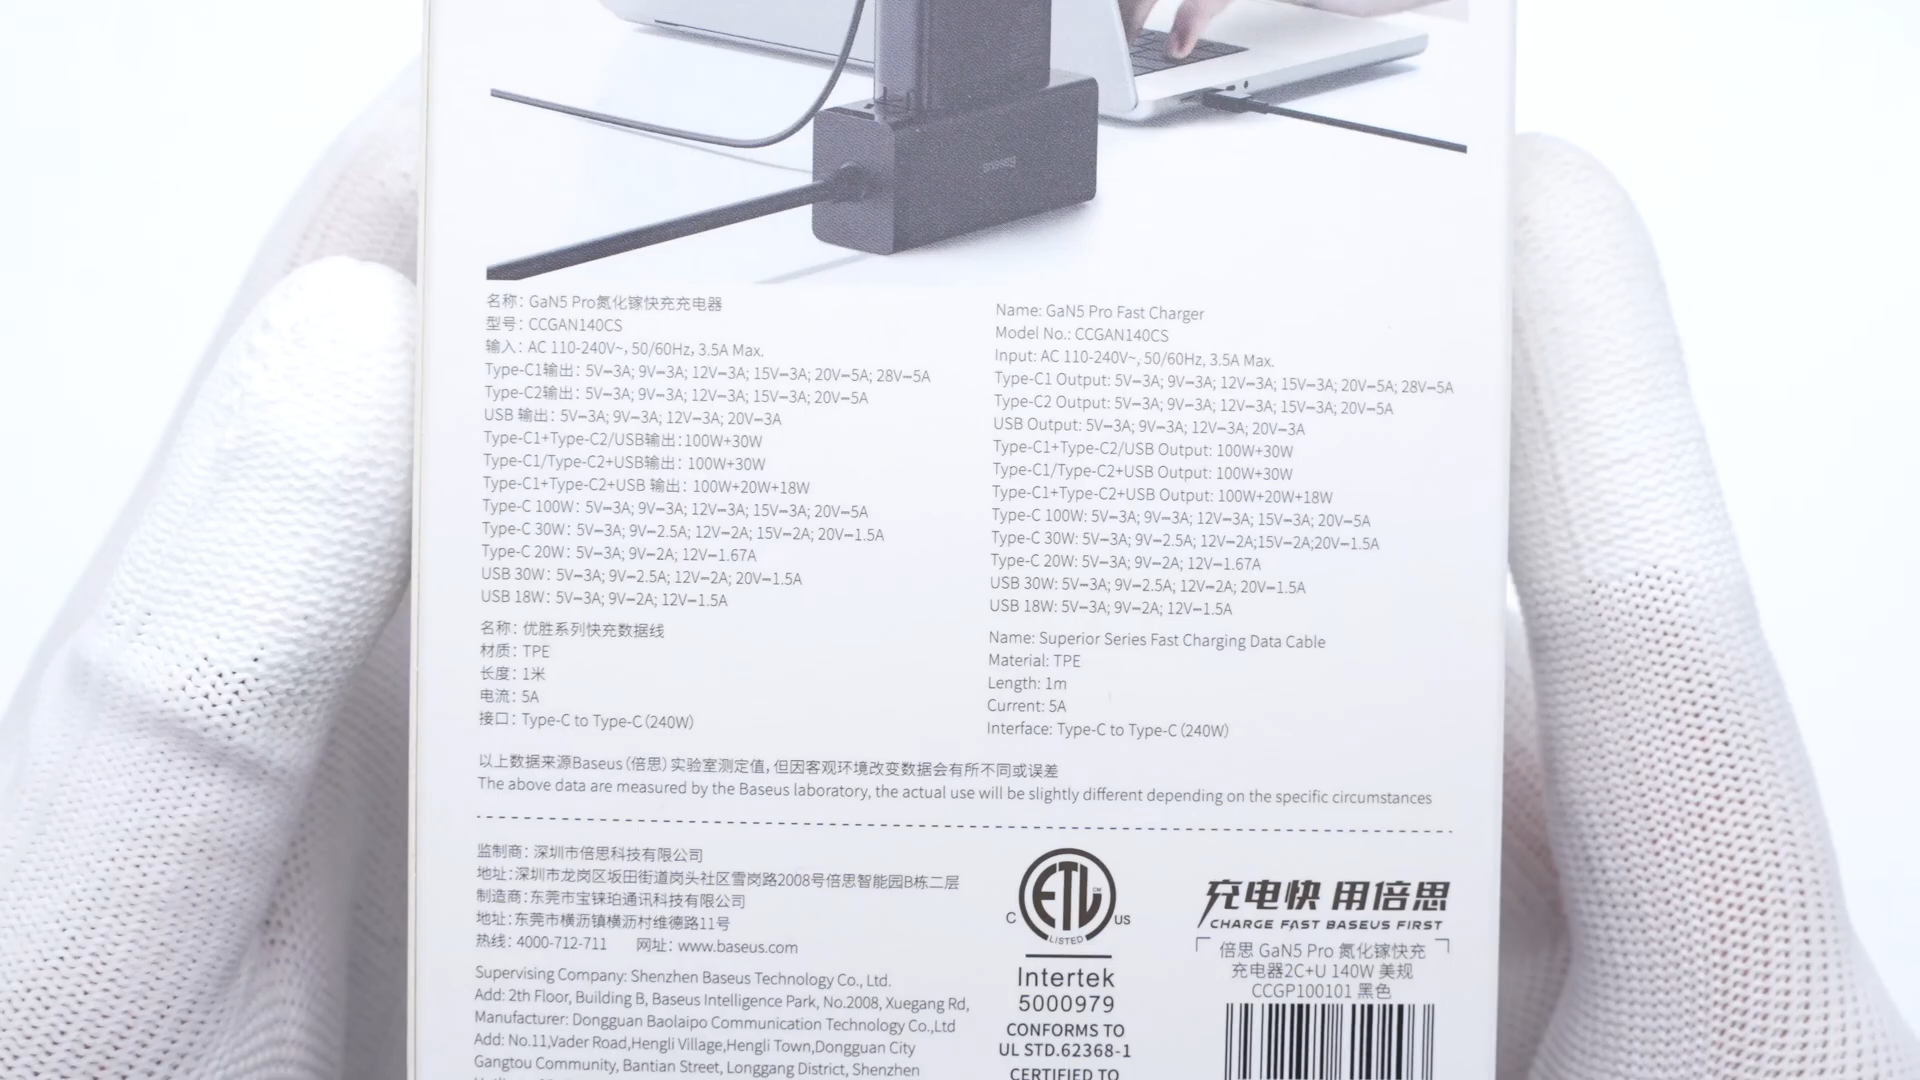 Baseus
名称：GaN5 Pro氮化镓快充充电器
型号：CCGAN140CS
输入：AC 110-240V~, 50/60Hz, 3.5A Max.
Type-C1输出：5V⎓3A; 9V⎓3A; 12V⎓3A; 15V⎓3A; 20V⎓5A; 28V⎓5A
Type-C2输出：5V⎓3A; 9V⎓3A; 12V⎓3A; 15V⎓3A; 20V⎓5A
USB 输出：5V⎓3A; 9V⎓3A; 12V⎓3A; 20V⎓3A
Type-C1+Type-C2/USB输出：100W+30W
Type-C1/Type-C2+USB输出：100W+30W
Type-C1+Type-C2+USB 输出：100W+20W+18W
Type-C 100W：5V⎓3A; 9V⎓3A; 12V⎓3A; 15V⎓3A; 20V⎓5A
Type-C 30W：5V⎓3A; 9V⎓2.5A; 12V⎓2A; 15V⎓2A; 20V⎓1.5A
Type-C 20W：5V⎓3A; 9V⎓2A; 12V⎓1.67A
USB 30W：5V⎓3A; 9V⎓2.5A; 12V⎓2A; 20V⎓1.5A
USB 18W：5V⎓3A; 9V⎓2A; 12V⎓1.5A
名称：优胜系列快充数据线
材质：TPE
长度：1米
电流：5A
接口：Type-C to Type-C（240W）
Name: GaN5 Pro Fast Charger
Model No.: CCGAN140CS
Input: AC 110-240V~, 50/60Hz, 3.5A Max.
Type-C1 Output: 5V⎓3A; 9V⎓3A; 12V⎓3A; 15V⎓3A; 20V⎓5A; 28V⎓5A
Type-C2 Output: 5V⎓3A; 9V⎓3A; 12V⎓3A; 15V⎓3A; 20V⎓5A
USB Output: 5V⎓3A; 9V⎓3A; 12V⎓3A; 20V⎓3A
Type-C1+Type-C2/USB Output: 100W+30W
Type-C1/Type-C2+USB Output: 100W+30W
Type-C1+Type-C2+USB Output: 100W+20W+18W
Type-C 100W: 5V⎓3A; 9V⎓3A; 12V⎓3A; 15V⎓3A; 20V⎓5A
Type-C 30W: 5V⎓3A; 9V⎓2.5A; 12V⎓2A;15V⎓2A;20V⎓1.5A
Type-C 20W: 5V⎓3A; 9V⎓2A; 12V⎓1.67A
USB 30W: 5V⎓3A; 9V⎓2.5A; 12V⎓2A; 20V⎓1.5A
USB 18W: 5V⎓3A; 9V⎓2A; 12V⎓1.5A
Name: Superior Series Fast Charging Data Cable
Material: TPE
Length: 1m
Current: 5A
Interface: Type-C to Type-C（240W）
以上数据来源Baseus（倍思）实验室测定值，但因客观环境改变数据会有所不同或误差
The above data are measured by the Baseus laboratory, the actual use will be slightly different depending on the specific circumstances
监制商：深圳市倍思科技有限公司
地址：深圳市龙岗区坂田街道岗头社区雪岗路2008号倍思智能园B栋二层
制造商：东莞市宝铼珀通讯科技有限公司
地址：东莞市横沥镇横沥村维德路11号
热线：4000-712-711 网址：www.baseus.com
Supervising Company: Shenzhen Baseus Technology Co., Ltd.
Add: 2th Floor, Building B, Baseus Intelligence Park, No.2008, Xuegang Rd,
Manufacturer: Dongguan Baolaipo Communication Technology Co.,Ltd
Add: No.11,Vader Road,Hengli Village,Hengli Town,Dongguan City
Gangtou Community, Bantian Street, Longgang District, Shenzhen
ETL CM
C US
LISTED
Intertek
5000979
CONFORMS TO
UL STD.62368-1
CERTIFIED TO
充电快 用倍思
CHARGE FAST BASEUS FIRST
倍思 GaN5 Pro 氮化镓快充
充电器2C+U 140W 美规
CCGP100101 黑色